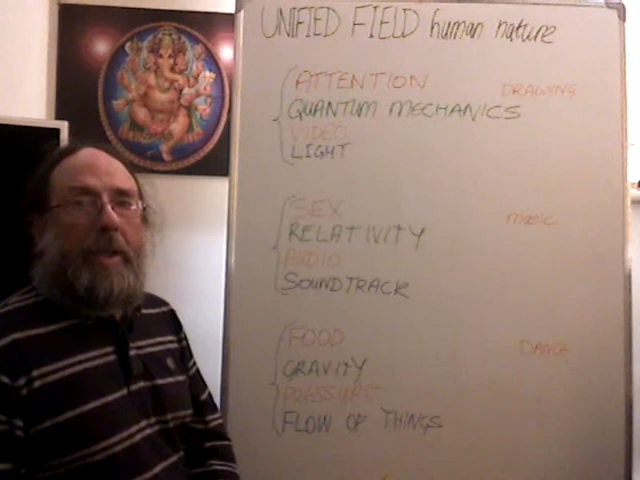 UNIFIED FIELD human nature
ATTENTION
DRAWING
QUANTUM MECHANICS
VIDEO
LIGHT
SEX
MUSIC
RELATIVITY
AUDIO
SOUNDTRACK
FOOD
DANCE
GRAVITY
PRESSURE
FLOW OF THINGS